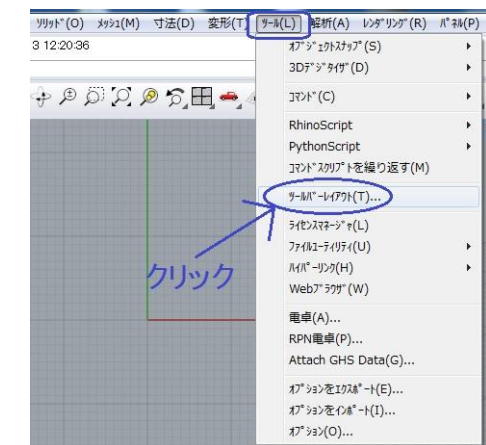 ｿﾘｯﾄﾞ(O) ﾒｯｼｭ(M) 寸法(D) 変形(T) ﾂｰﾙ(L) 解析(A) ﾚﾝﾀﾞﾘﾝｸﾞ(R) ﾊﾟﾈﾙ(P)
3 12:20:36
ｵﾌﾞｼﾞｪｸﾄｽﾅｯﾌﾟ(S)
3Dﾃﾞｼﾞﾀｲｻﾞ(D)
ｺﾏﾝﾄﾞ(C)
RhinoScript
PythonScript
ｺﾏﾝﾄﾞｽｸﾘﾌﾟﾄを繰り返す(M)
ﾂｰﾙﾊﾞｰﾚｲｱｳﾄ(T)...
ﾗｲｾﾝｽﾏﾈｰｼﾞｬ(L)
ﾌｧｲﾙﾕｰﾃｨﾘﾃｨ(U)
ﾊｲﾊﾟｰﾘﾝｸ(H)
Webﾌﾞﾗｳｻﾞ(W)
クリック
電卓(A)...
RPN電卓(P)...
Attach GHS Data(G)...
ｵﾌﾟｼｮﾝをｴｸｽﾎﾟｰﾄ(E)...
ｵﾌﾟｼｮﾝをｲﾝﾎﾟｰﾄ(I)...
ｵﾌﾟｼｮﾝ(O)...